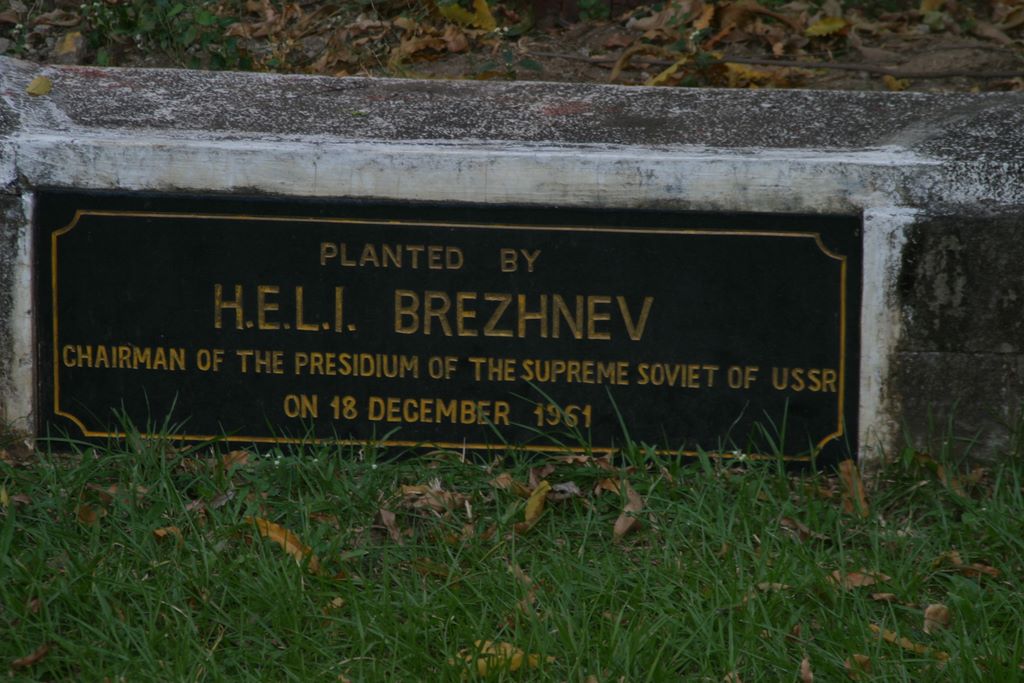 PLANTED BY
H.E.L.I. BREZHNEV
CHAIRMAN OF THE PRESIDIUM OF THE SUPREME SOVIET OF USSR
ON 18 DECEMBER 1961